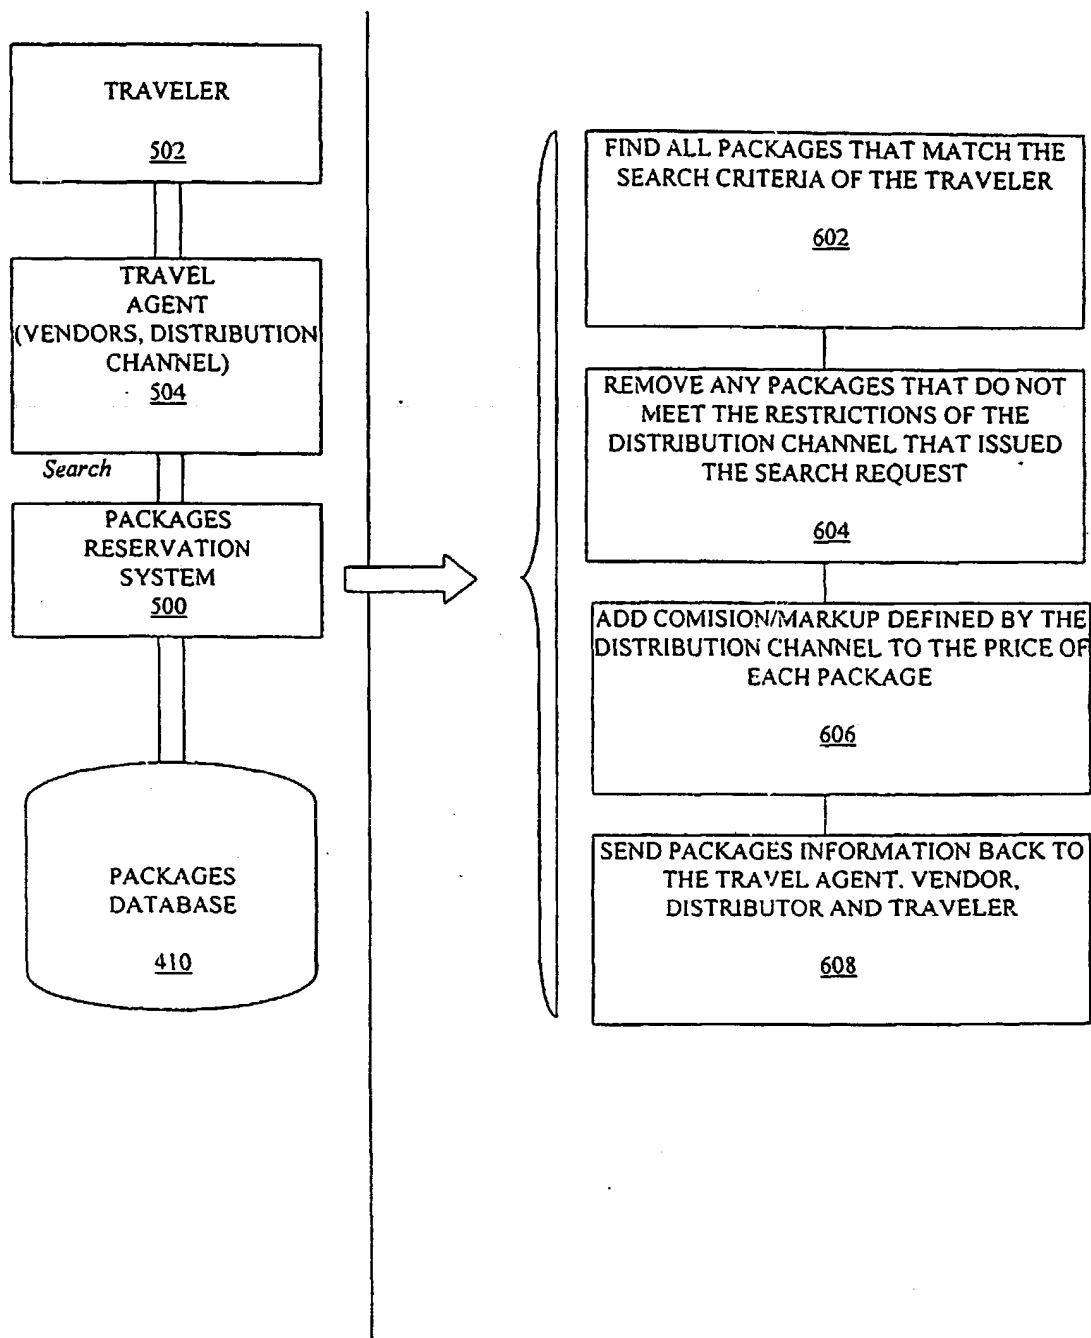 TRAVELER
502
TRAVEL
AGENT
(VENDORS, DISTRIBUTION
CHANNEL)
504
Search
PACKAGES
RESERVATION
SYSTEM
500
PACKAGES
DATABASE
410
FIND ALL PACKAGES THAT MATCH THE
SEARCH CRITERIA OF THE TRAVELER
602
REMOVE ANY PACKAGES THAT DO NOT
MEET THE RESTRICTIONS OF THE
DISTRIBUTION CHANNEL THAT ISSUED
THE SEARCH REQUEST
604
ADD COMISION/MARKUP DEFINED BY THE
DISTRIBUTION CHANNEL TO THE PRICE OF
EACH PACKAGE
606
SEND PACKAGES INFORMATION BACK TO
THE TRAVEL AGENT. VENDOR,
DISTRIBUTOR AND TRAVELER
608